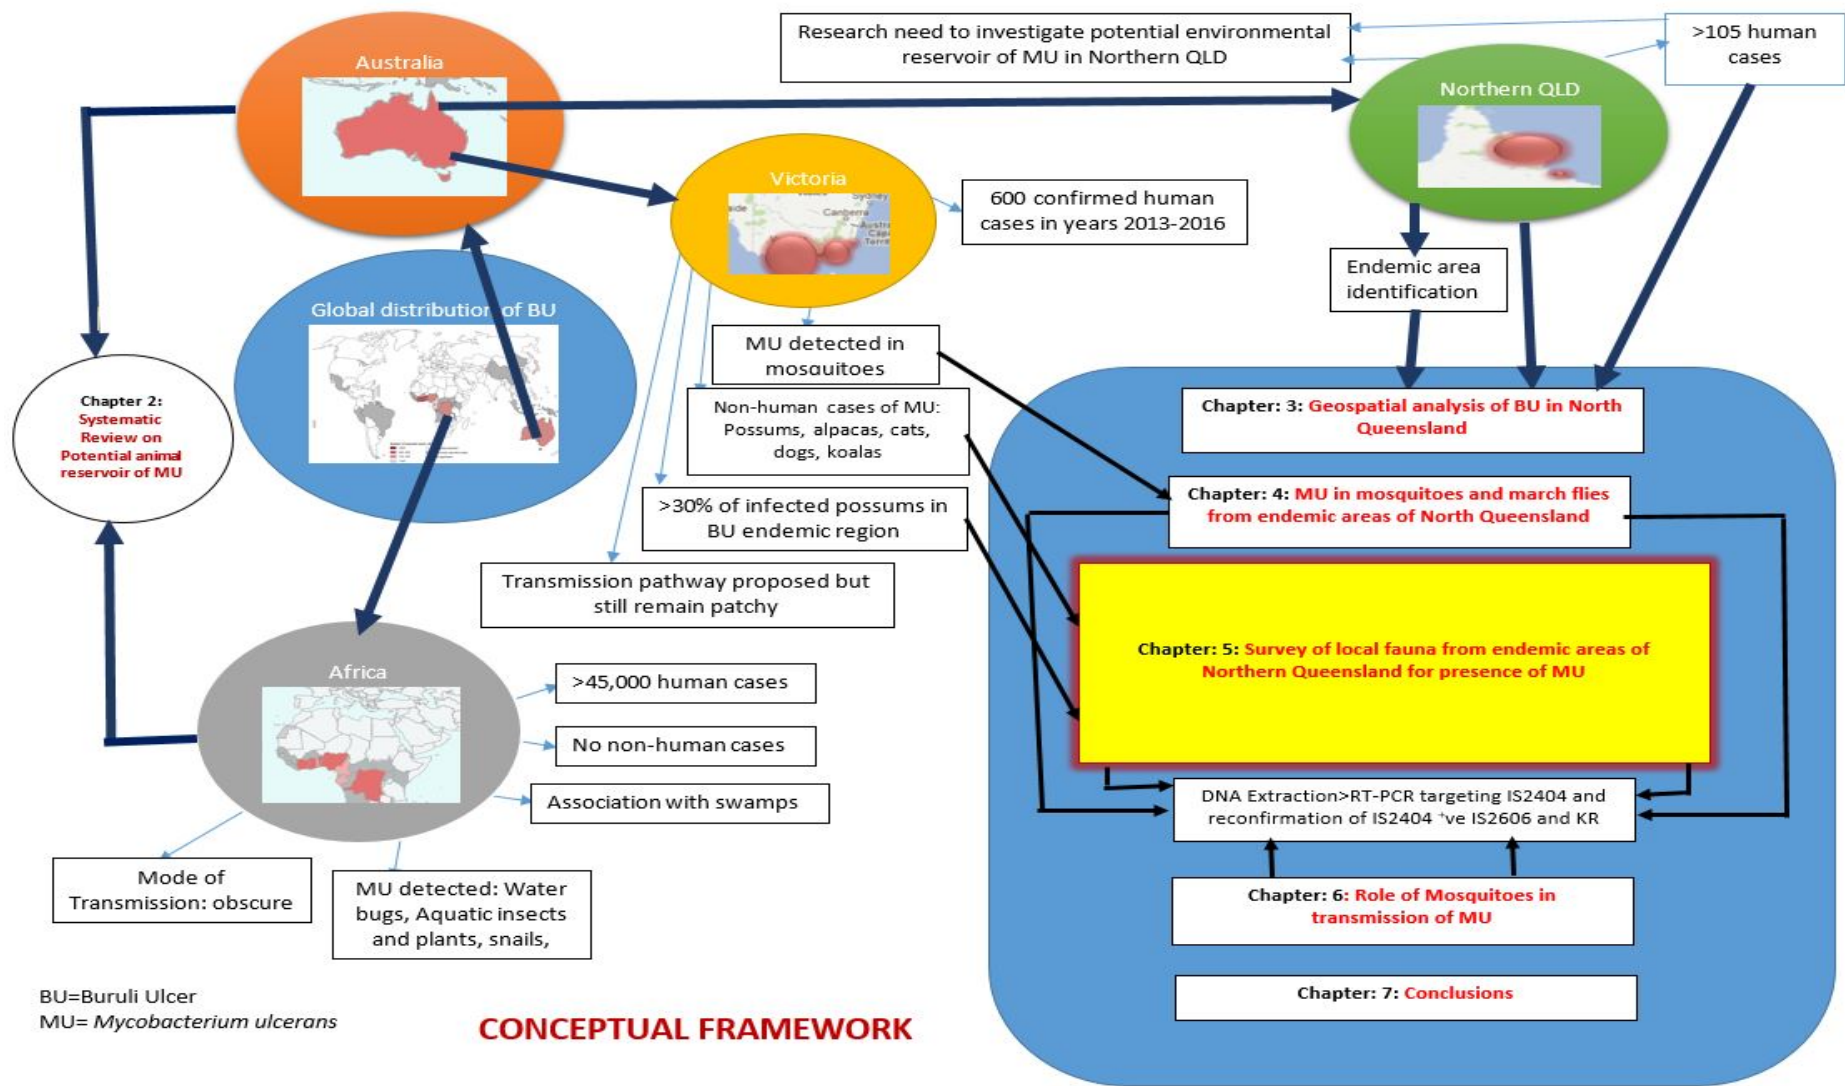 Research need to investigate potential environmental
reservoir of MU in Northern QLD
>105 human
cases
Australia
Northern QLD
Victoria
Sydney
Canberra
600 confirmed human
cases in years 2013-2016
Endemic area
identification
Global distribution of BU
MU detected in
mosquitoes
Chapter 2:
Systematic
Review on
Potential animal
reservoir of MU
Non-human cases of MU:
Possums, alpacas, cats,
dogs, koalas
Chapter: 3: Geospatial analysis of BU in North
Queensland
>30% of infected possums in
BU endemic region
Chapter: 4: MU in mosquitoes and march flies
from endemic areas of North Queensland
Transmission pathway proposed but
still remain patchy
Chapter: 5: Survey of local fauna from endemic areas of
Northern Queensland for presence of MU
Africa
>45,000 human cases
No non-human cases
Association with swamps
DNA Extraction>RT-PCR targeting IS2404 and
reconfirmation of IS2404 +ve IS2606 and KR
Mode of
Transmission: obscure
MU detected: Water
bugs, Aquatic insects
and plants, snails,
Chapter: 6: Role of Mosquitoes in
transmission of MU
Chapter: 7: Conclusions
BU=Buruli Ulcer
MU= Mycobacterium ulcerans
CONCEPTUAL FRAMEWORK